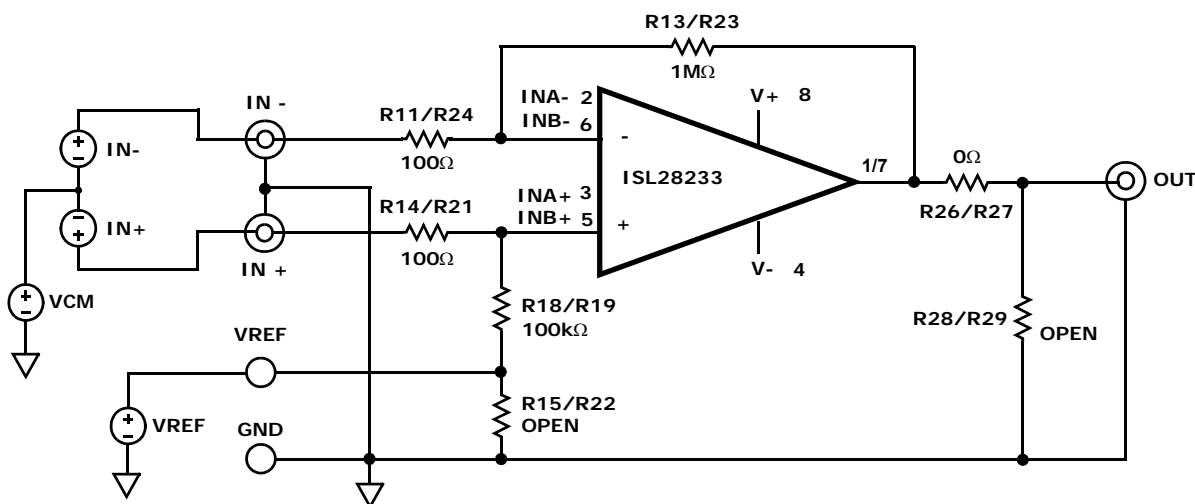 R13/R23
1MΩ
IN -
R11/R24
100Ω
INA- 2
INB- 6
V+ 8
IN-
-
ISL28233
1/7
0Ω
OUT
R26/R27
IN+
R14/R21
100Ω
INA+ 3
INB+ 5
+
IN +
V- 4
VCM
R18/R19
100kΩ
R28/R29
OPEN
VREF
VREF
R15/R22
OPEN
GND